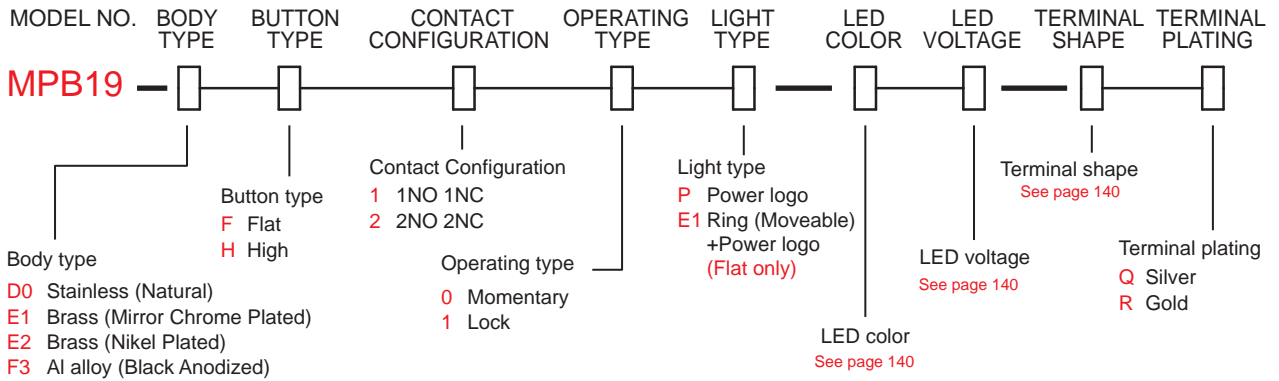 MODEL NO. BODY TYPE BUTTON TYPE CONTACT CONFIGURATION OPERATING TYPE LIGHT TYPE LED COLOR LED VOLTAGE TERMINAL SHAPE TERMINAL PLATING
MPB19
Body type
D0 Stainless (Natural)
E1 Brass (Mirror Chrome Plated)
E2 Brass (Nikel Plated)
F3 Al alloy (Black Anodized)
Button type
F Flat
H High
Contact Configuration
1 1NO 1NC
2 2NO 2NC
Operating type
0 Momentary
1 Lock
Light type
P Power logo
E1 Ring (Moveable)
+Power logo
(Flat only)
LED color
See page 140
LED voltage
See page 140
Terminal shape
See page 140
Terminal plating
Q Silver
R Gold